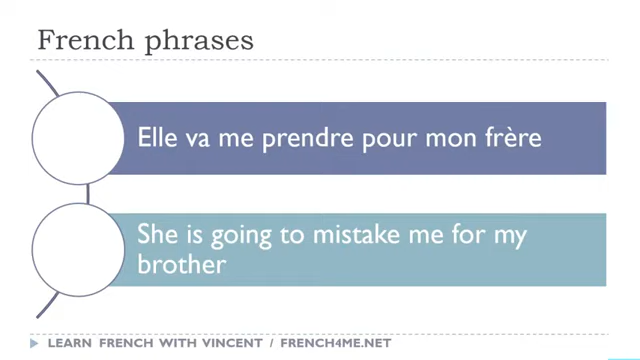 French phrases
Elle va me prendre pour mon frère
She is going to mistake me for my
brother
LEARN FRENCH WITH VINCENT / FRENCH4ME.NET